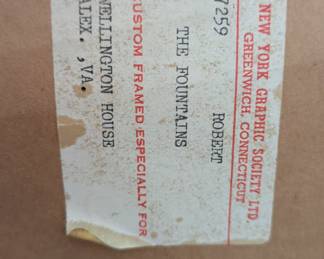 NEW YORK GRAPHIC SOCIETY LTD.
GREENWICH, CONNECTICUT
7259 ROBERT
THE FOUNTAINS
CUSTOM FRAMED ESPECIALLY FOR
WELLINGTON HOUSE
ALEX. ,VA.